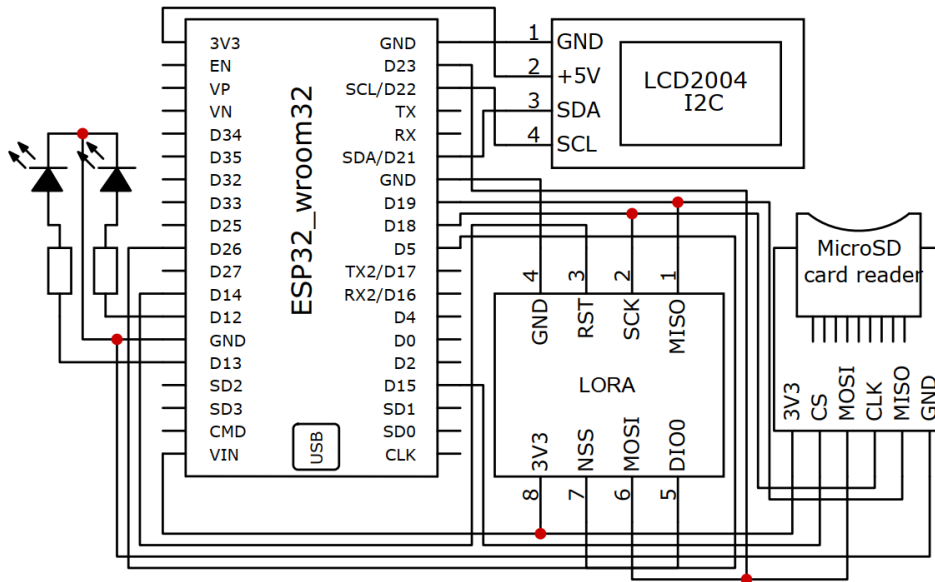 3V3
EN
VP
VN
D34
D35
D32
D33
D25
D26
D27
D14
D12
GND
D13
SD2
SD3
CMD
VIN
ESP32_wroom32
USB
GND
D23
SCL/D22
TX
RX
SDA/D21
GND
D19
D18
D5
TX2/D17
RX2/D16
D4
D0
D2
D15
SD1
SD0
CLK
1 GND
2 +5V
3 SDA
4 SCL
LCD2004
I2C
4 3 2 1
GND RST SCK MISO
LORA
3V3 NSS MOSI DIO0
8 7 6 5
MicroSD
card reader
3V3 CS MOSI CLK MISO GND